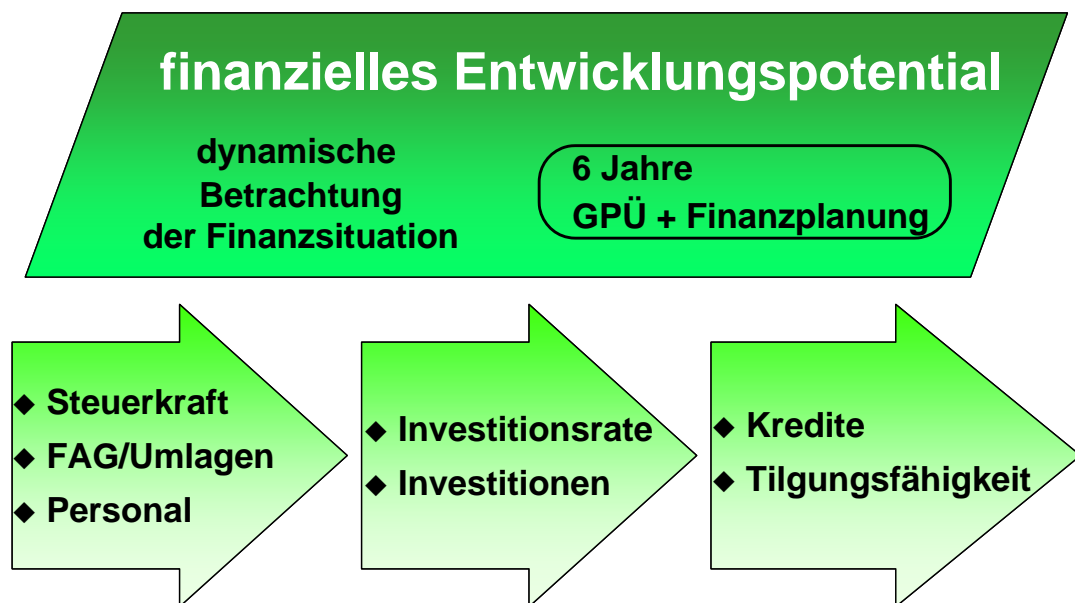 finanzielles Entwicklungspotential
dynamische
Betrachtung
der Finanzsituation
6 Jahre
GPÜ + Finanzplanung
◆ Steuerkraft
◆ FAG/Umlagen
◆ Personal
◆ Investitionsrate
◆ Investitionen
◆ Kredite
◆ Tilgungsfähigkeit